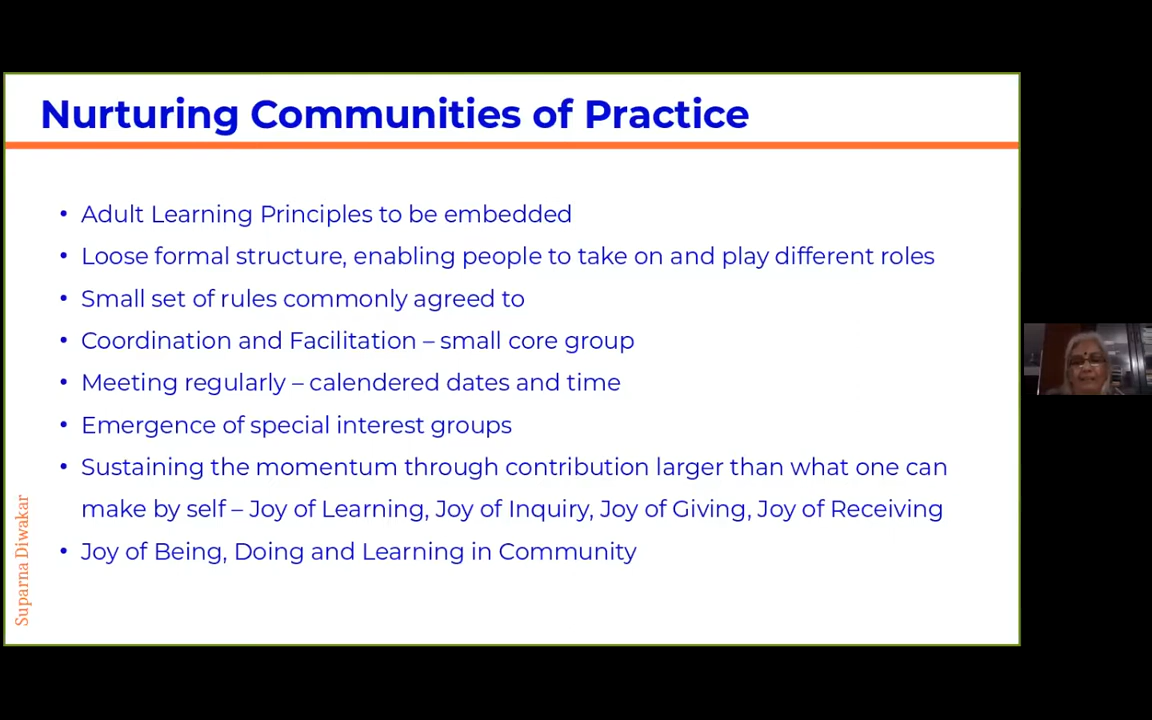 Nurturing Communities of Practice
• Adult Learning Principles to be embedded
• Loose formal structure, enabling people to take on and play different roles
• Small set of rules commonly agreed to
• Coordination and Facilitation – small core group
• Meeting regularly – calendered dates and time
• Emergence of special interest groups
• Sustaining the momentum through contribution larger than what one can
make by self – Joy of Learning, Joy of Inquiry, Joy of Giving, Joy of Receiving
• Joy of Being, Doing and Learning in Community
Suparna Diwakar